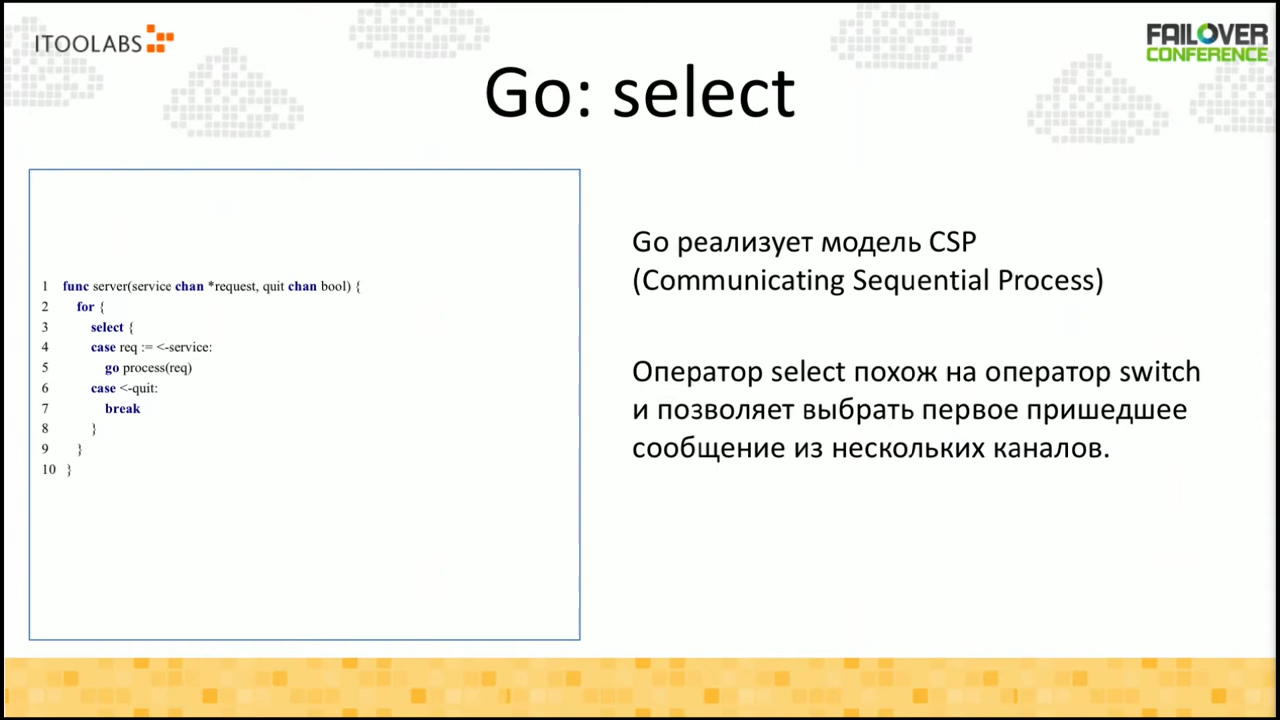 ITOOLABS
FAILOVER
CONFERENCE
Go: select
1 func server(service chan *request, quit chan bool) {
2 for {
3 select {
4 case req := <-service:
5 go process(req)
6 case <-quit:
7 break
8 }
9 }
10 }
Go реализует модель CSP
(Communicating Sequential Process)
Оператор select похож на оператор switch
и позволяет выбрать первое пришедшее
сообщение из нескольких каналов.